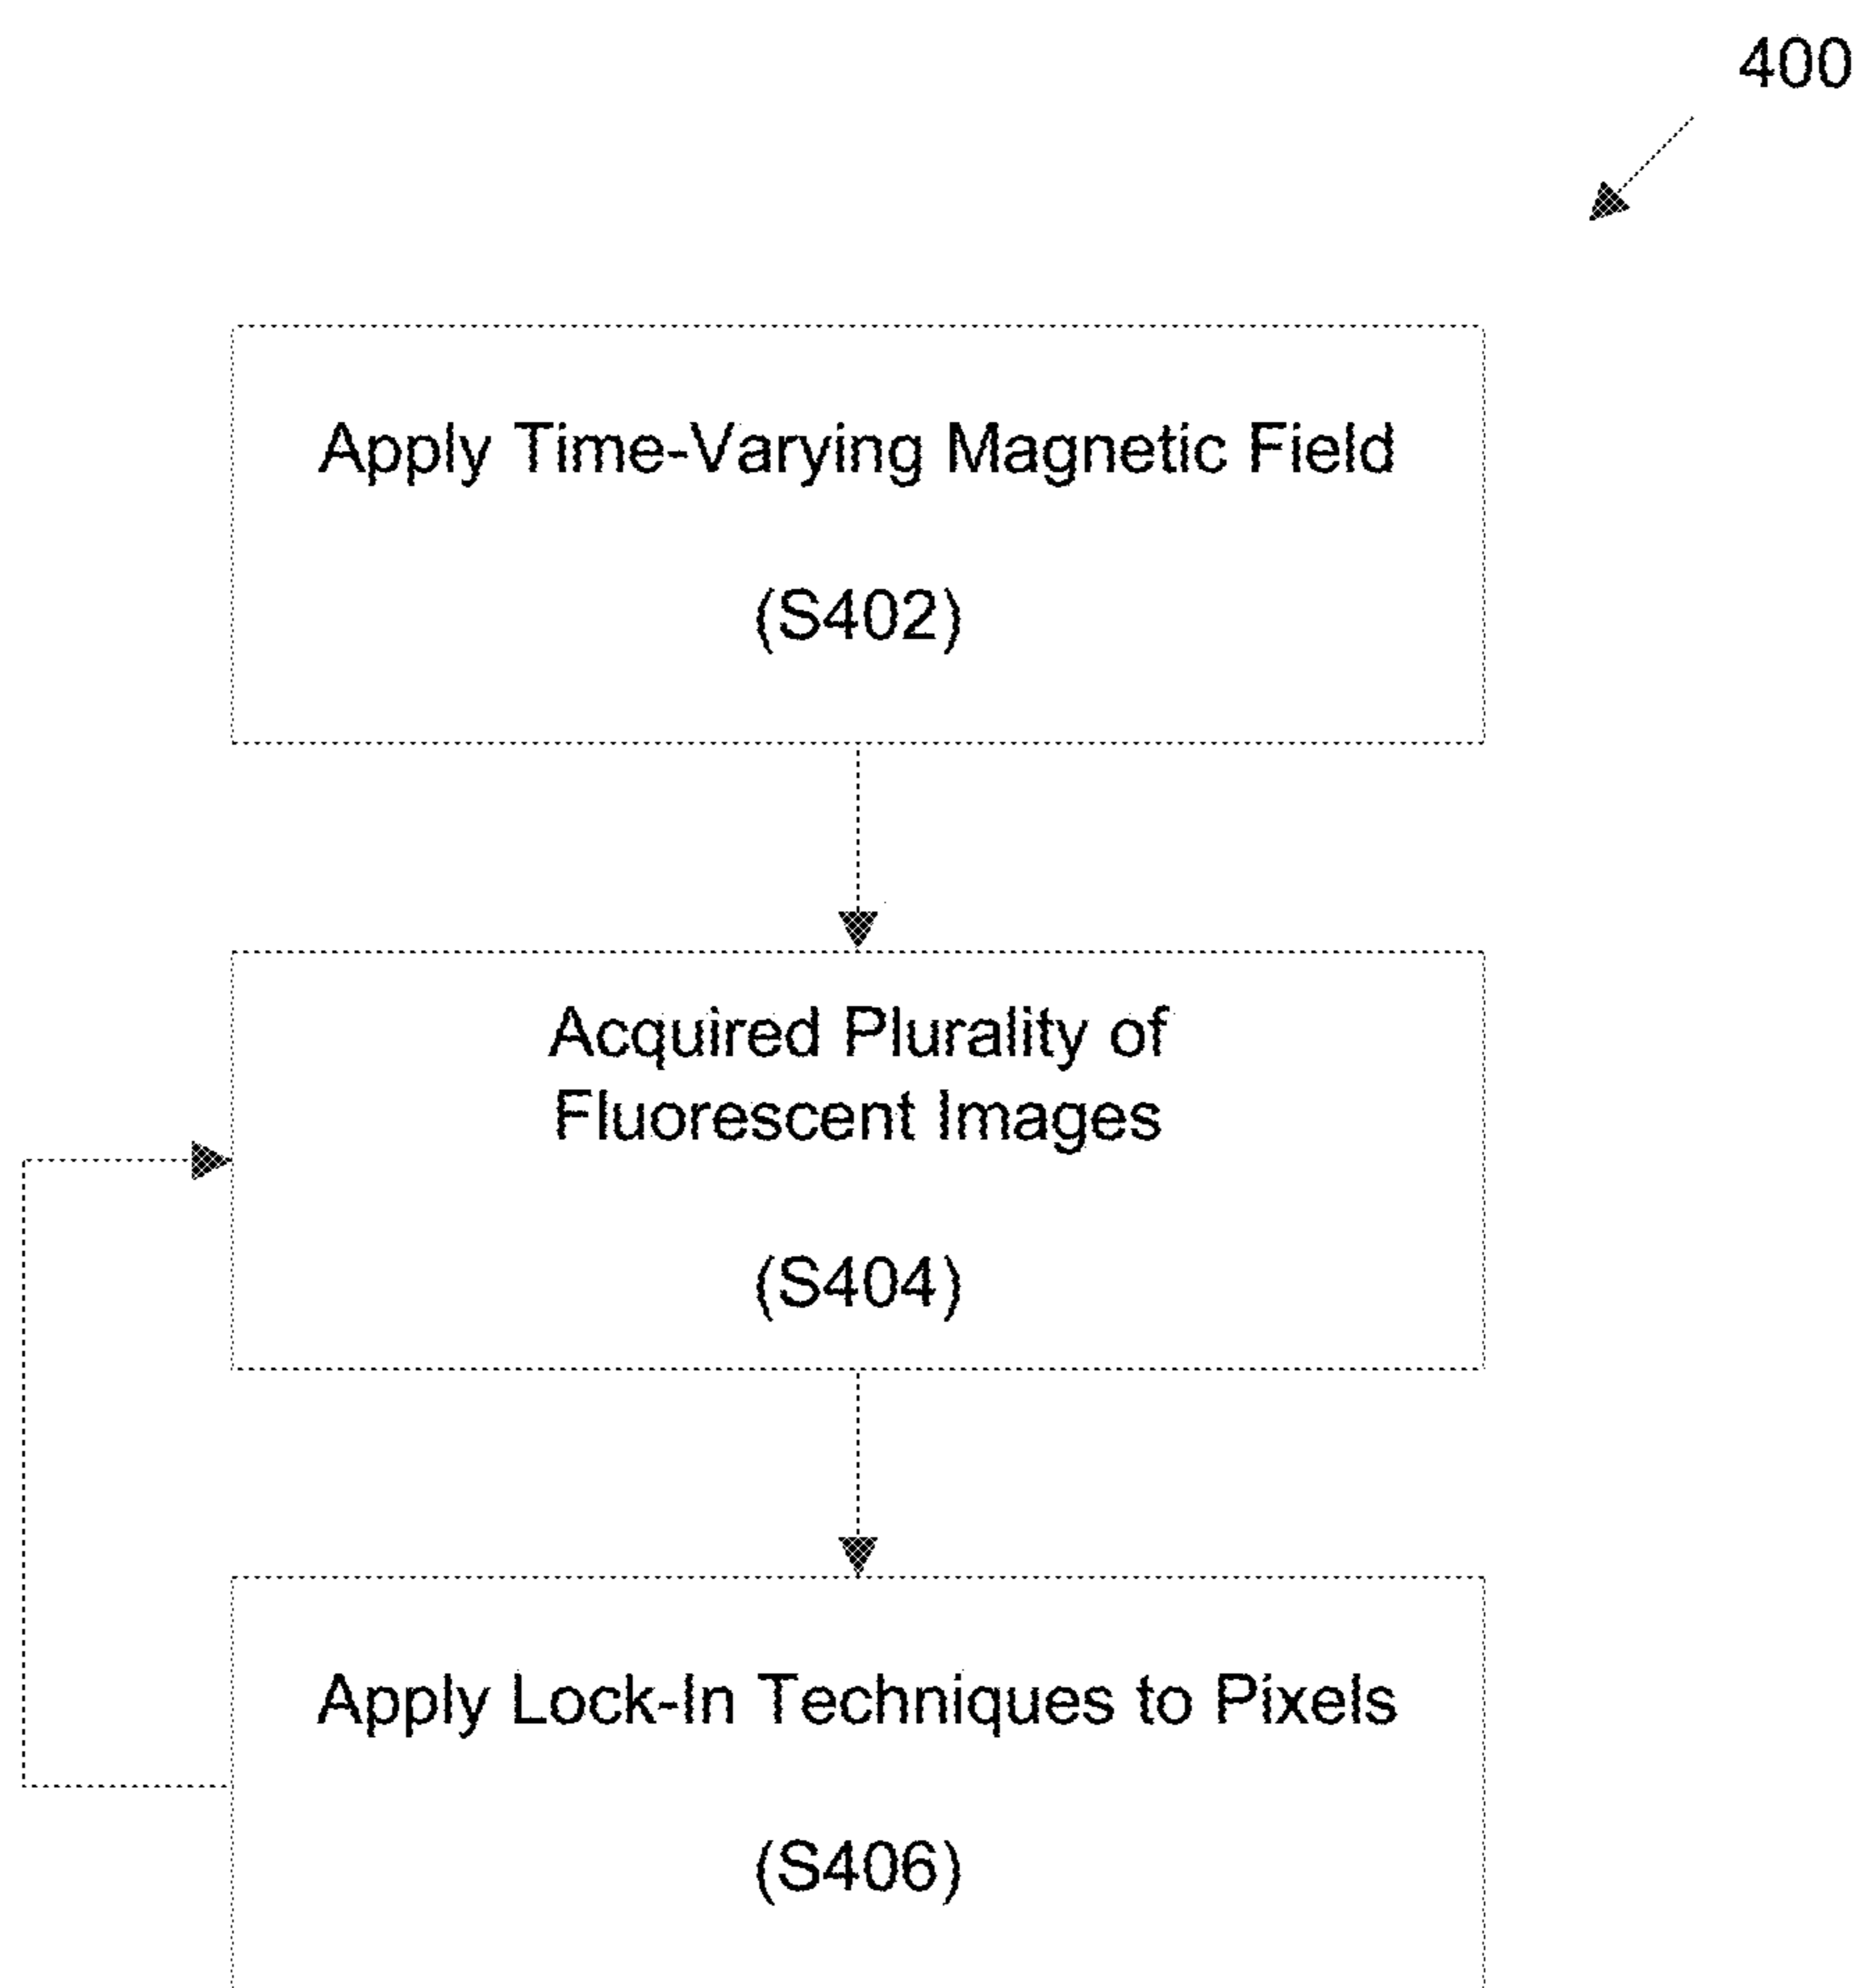 400
Apply Time-Varying Magnetic Field
(S402)
Acquired Plurality of
Fluorescent Images
(S404)
Apply Lock-In Techniques to Pixels
(S406)